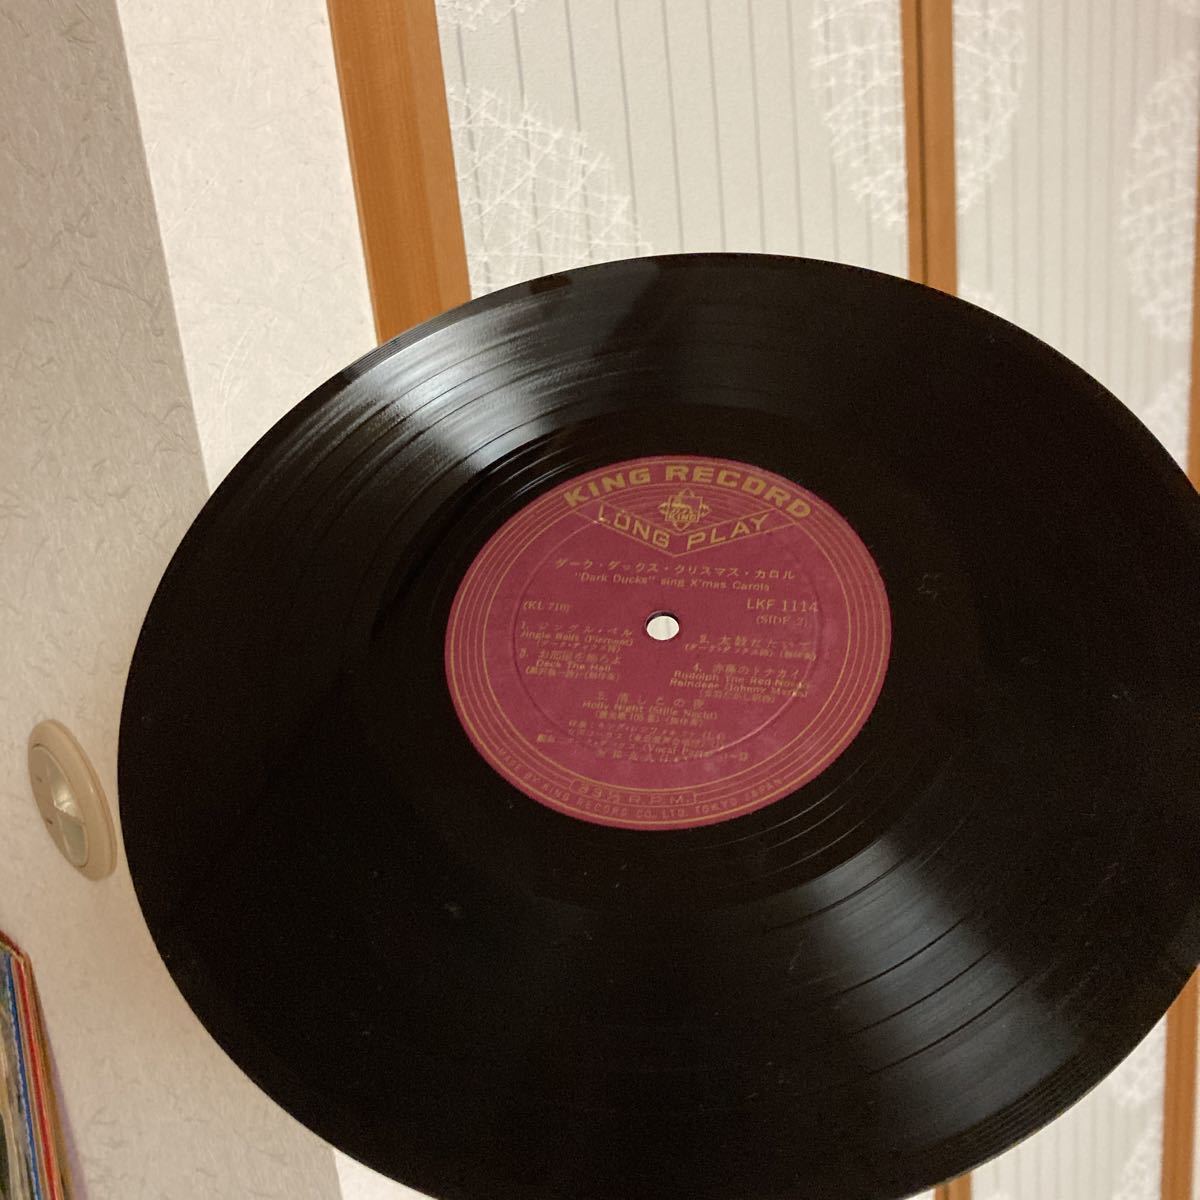 KING RECORD
KING
LONG PLAY
ダーク・ダックス・クリスマス・カロル
"Dark Ducks" sing X'mas Carols
(KL 710)
LKF 1114
(SIDE 2)
1. ジングル・ベル
Jingle Bells (Pierpont)
2. 太鼓たたいて
3. お部屋を飾ろよ
Deck The Hall
4. 赤鼻のトナカイ
Rudolph The Red-Nosed
Reindeer (Johnny Marks)
5. 清しこの夜
Holly Night (Stille Nacht)
33⅓ R.P.M.
MADE BY KING RECORD CO., LTD. TOKYO JAPAN